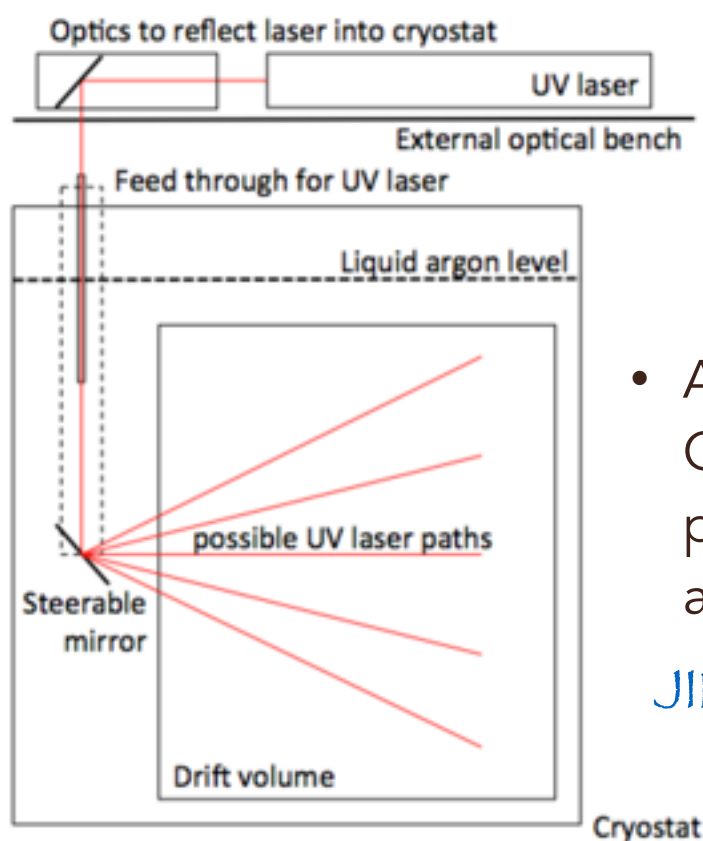 Optics to reflect laser into cryostat
UV laser
External optical bench
Feed through for UV laser
Liquid argon level
possible UV laser paths
Steerable
mirror
Drift volume
Cryostat